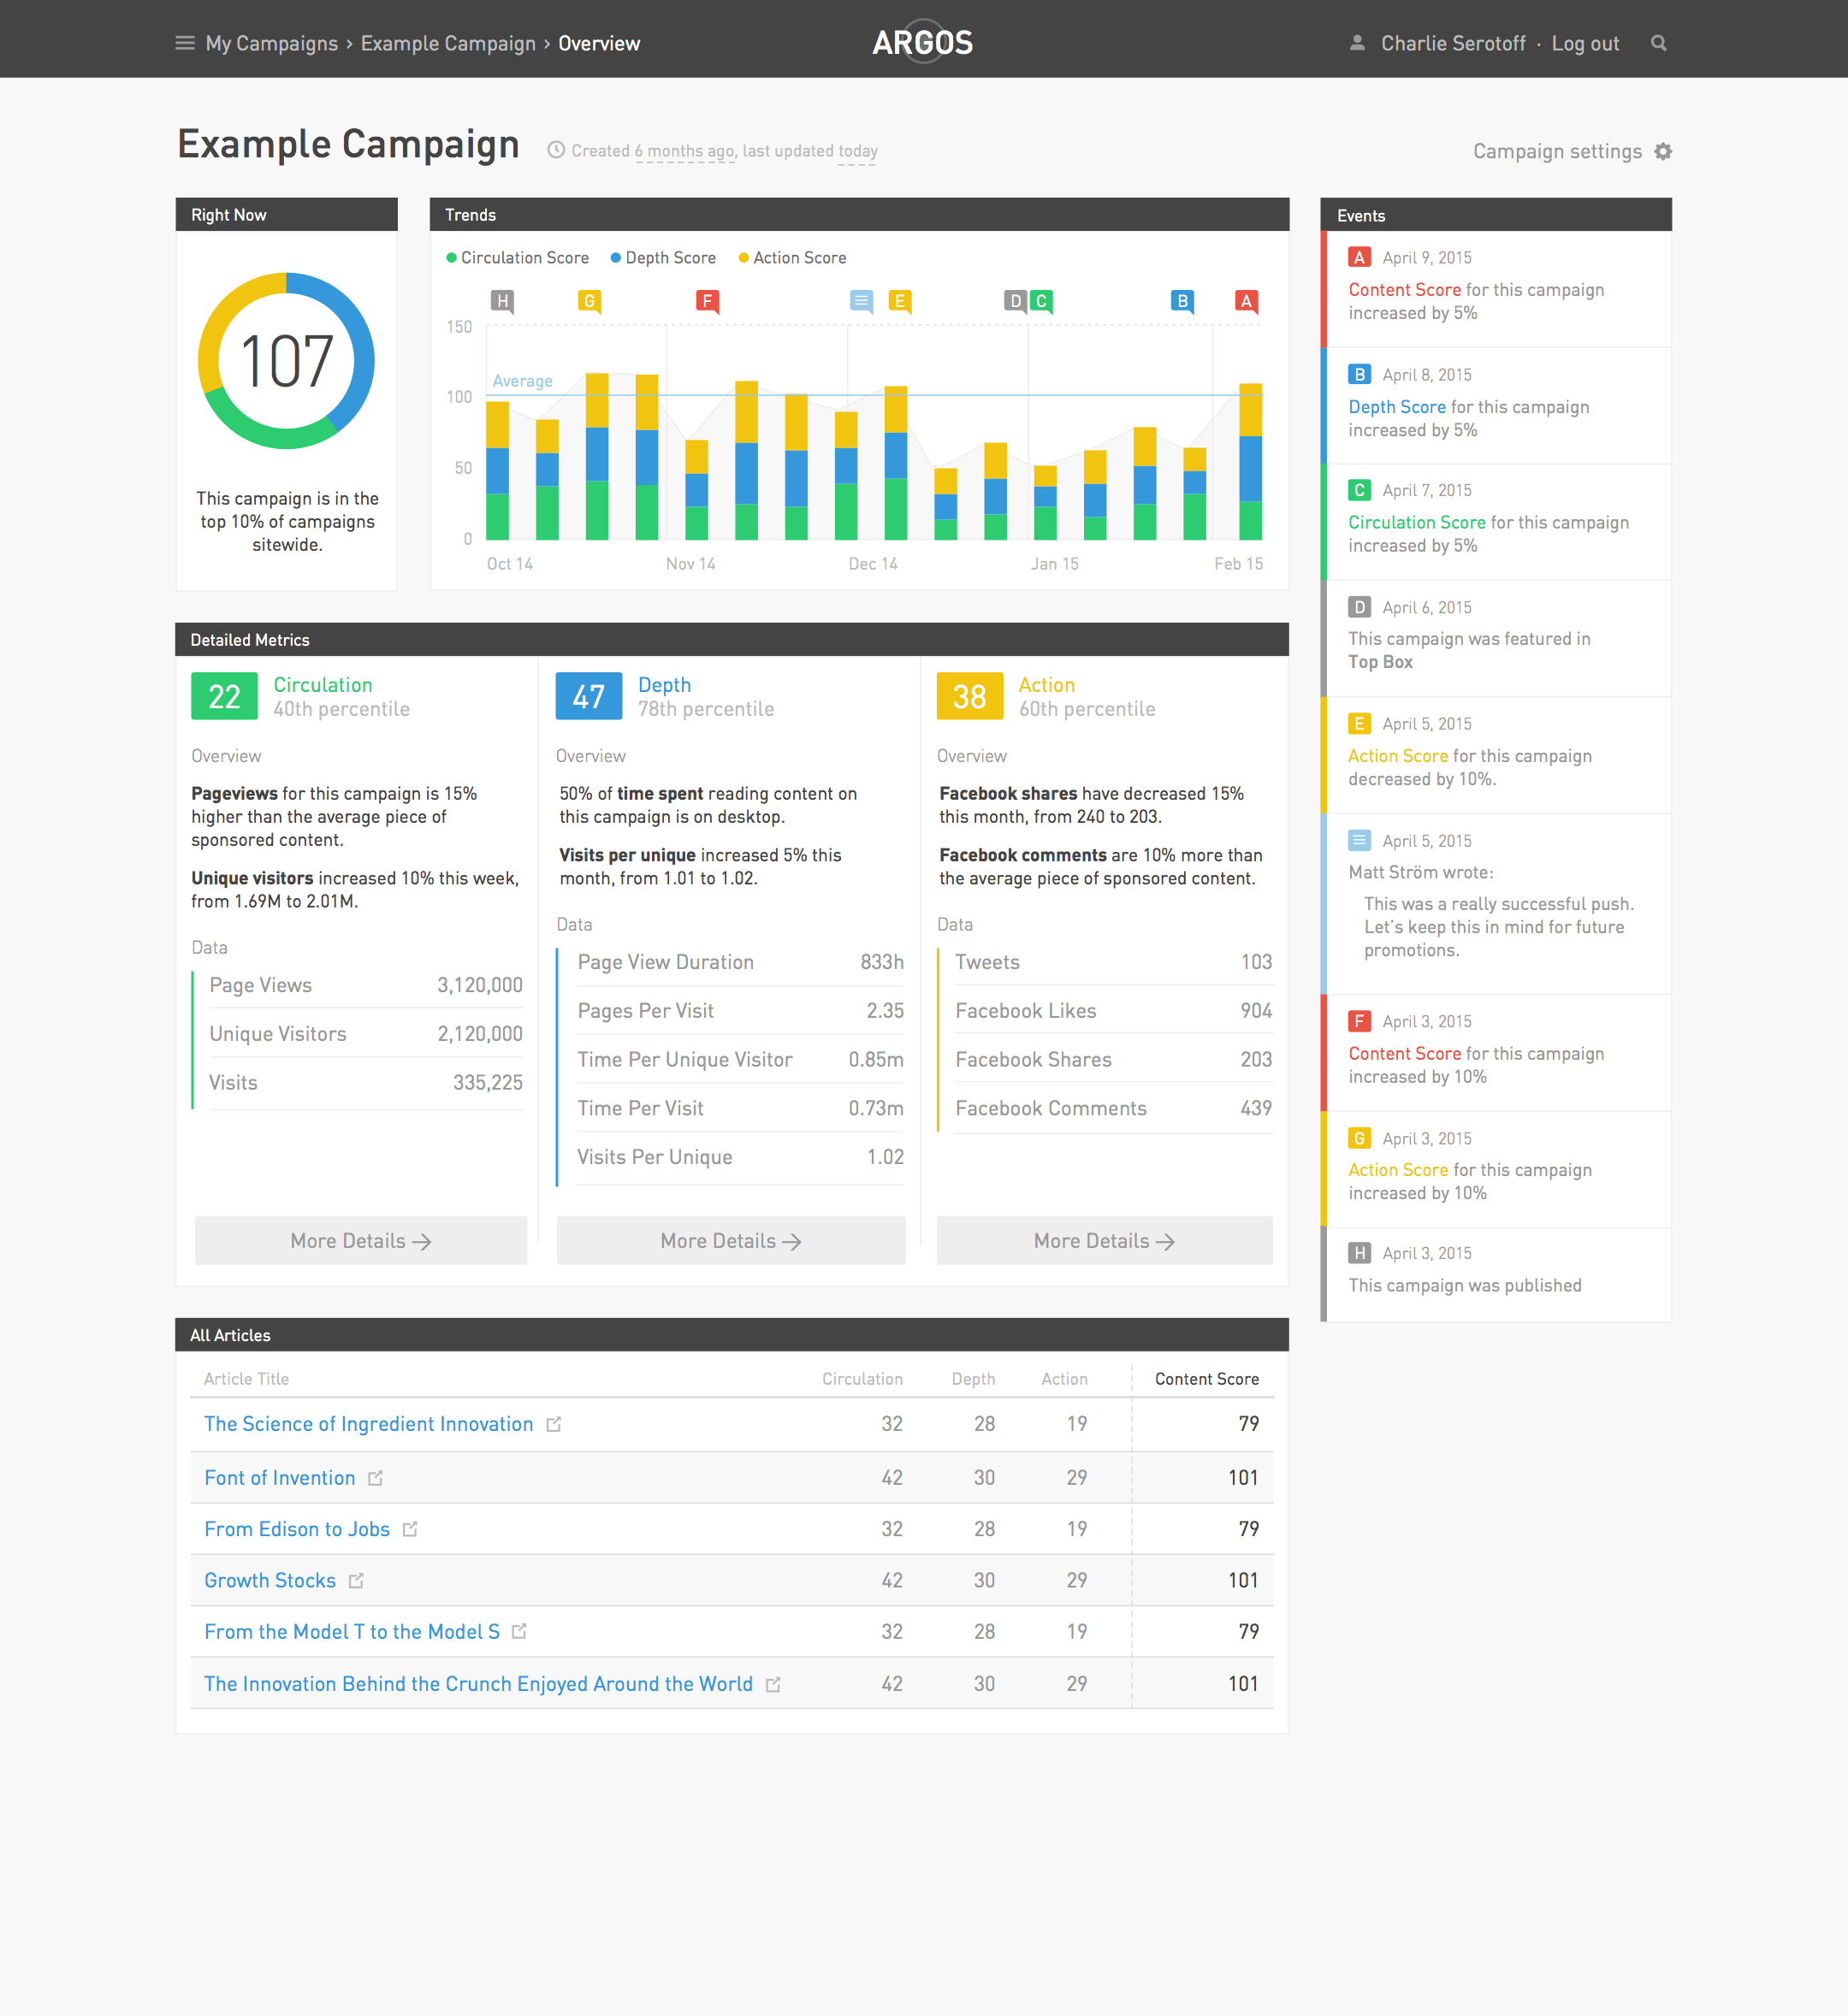 My Campaigns › Example Campaign › Overview
ARGOS
Charlie Serotoff · Log out
Example Campaign
Created 6 months ago, last updated today
Campaign settings
Right Now
107
This campaign is in the
top 10% of campaigns
sitewide.
Trends
Circulation Score
Depth Score
Action Score
H G F E D C B A
150
Average
100
50
0
Oct 14 Nov 14 Dec 14 Jan 15 Feb 15
Detailed Metrics
22
Circulation
40th percentile
Overview
Pageviews for this campaign is 15%
higher than the average piece of
sponsored content.
Unique visitors increased 10% this week,
from 1.69M to 2.01M.
Data
Page Views 3,120,000
Unique Visitors 2,120,000
Visits 335,225
More Details →
47
Depth
78th percentile
Overview
50% of time spent reading content on
this campaign is on desktop.
Visits per unique increased 5% this
month, from 1.01 to 1.02.
Data
Page View Duration 833h
Pages Per Visit 2.35
Time Per Unique Visitor 0.85m
Time Per Visit 0.73m
Visits Per Unique 1.02
More Details →
38
Action
60th percentile
Overview
Facebook shares have decreased 15%
this month, from 240 to 203.
Facebook comments are 10% more than
the average piece of sponsored content.
Data
Tweets 103
Facebook Likes 904
Facebook Shares 203
Facebook Comments 439
More Details →
All Articles
Article Title Circulation Depth Action Content Score
The Science of Ingredient Innovation 32 28 19 79
Font of Invention 42 30 29 101
From Edison to Jobs 32 28 19 79
Growth Stocks 42 30 29 101
From the Model T to the Model S 32 28 19 79
The Innovation Behind the Crunch Enjoyed Around the World 42 30 29 101
Events
A April 9, 2015
Content Score for this campaign
increased by 5%
B April 8, 2015
Depth Score for this campaign
increased by 5%
C April 7, 2015
Circulation Score for this campaign
increased by 5%
D April 6, 2015
This campaign was featured in
Top Box
E April 5, 2015
Action Score for this campaign
decreased by 10%.
April 5, 2015
Matt Ström wrote:
This was a really successful push.
Let's keep this in mind for future
promotions.
F April 3, 2015
Content Score for this campaign
increased by 10%
G April 3, 2015
Action Score for this campaign
increased by 10%
H April 3, 2015
This campaign was published